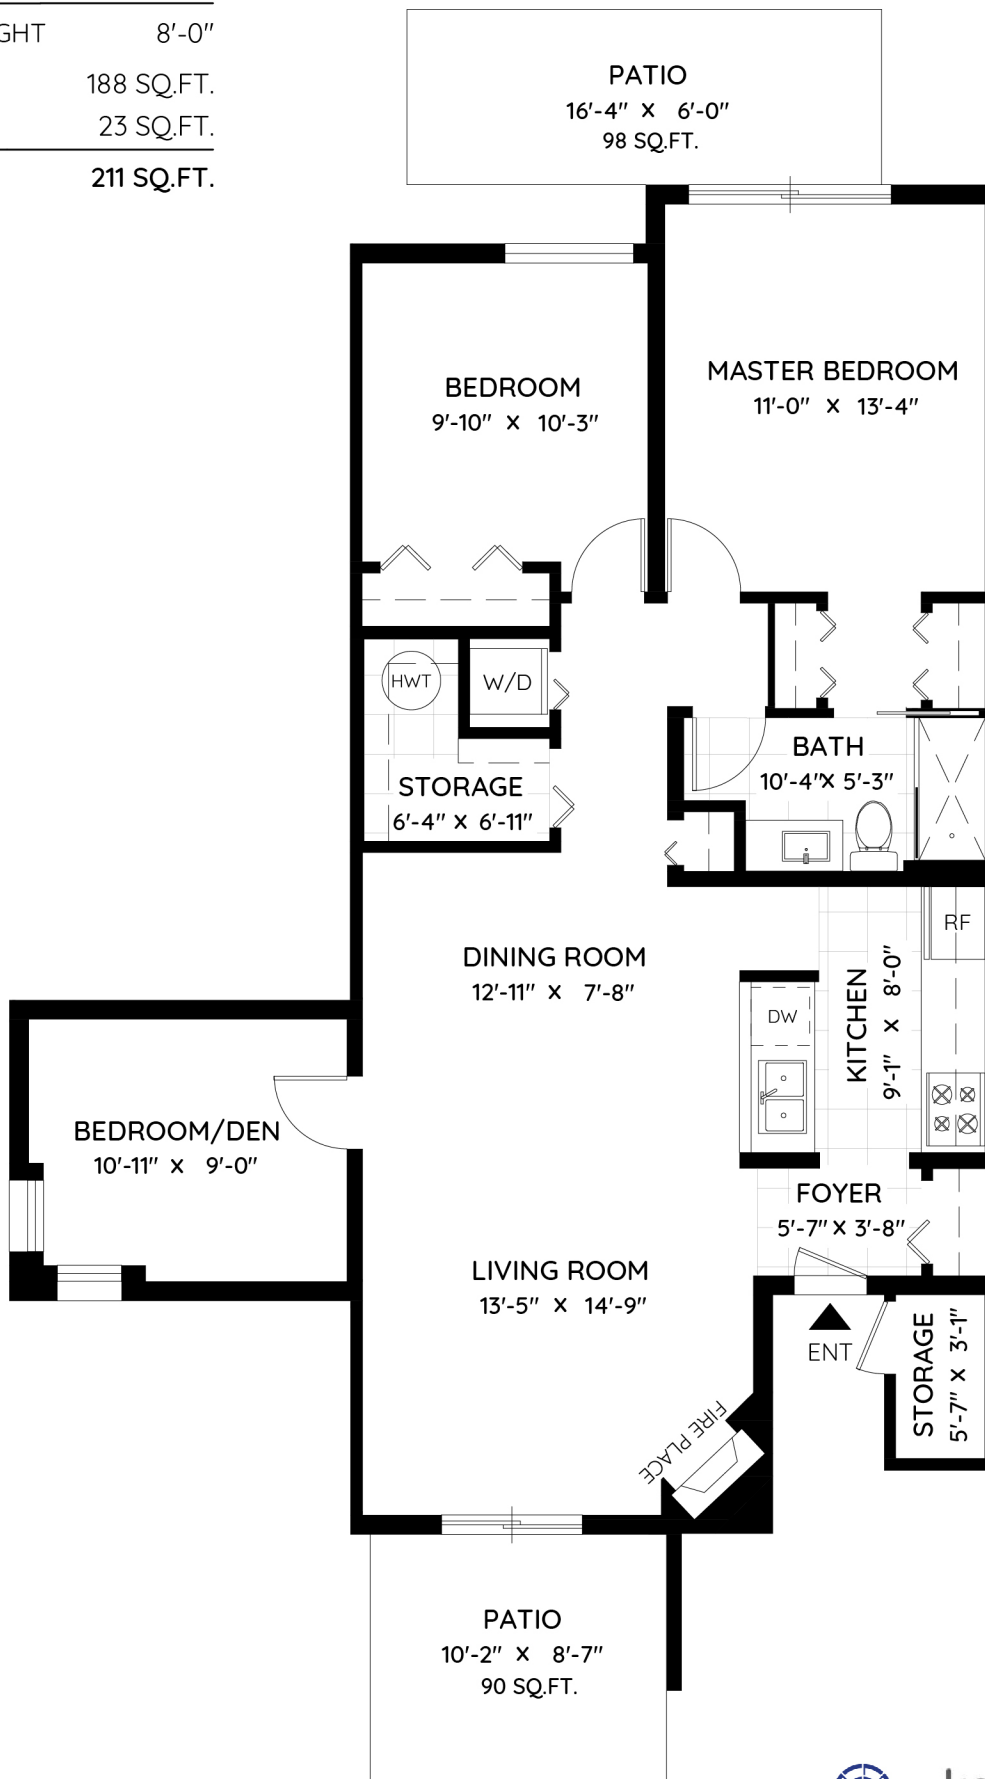 GHT 8'-0"
188 SQ.FT.
23 SQ.FT.
211 SQ.FT.
PATIO
16'-4" X 6'-0"
98 SQ.FT.
MASTER BEDROOM
11'-0" X 13'-4"
BEDROOM
9'-10" X 10'-3"
HWT
W/D
STORAGE
6'-4" X 6'-11"
BATH
10'-4" X 5'-3"
RF
DINING ROOM
12'-11" X 7'-8"
DW
KITCHEN
9'-1" X 8'-0"
BEDROOM/DEN
10'-11" X 9'-0"
FOYER
5'-7" X 3'-8"
LIVING ROOM
13'-5" X 14'-9"
ENT
STORAGE
5'-7" X 3'-1"
FIRE PLACE
PATIO
10'-2" X 8'-7"
90 SQ.FT.